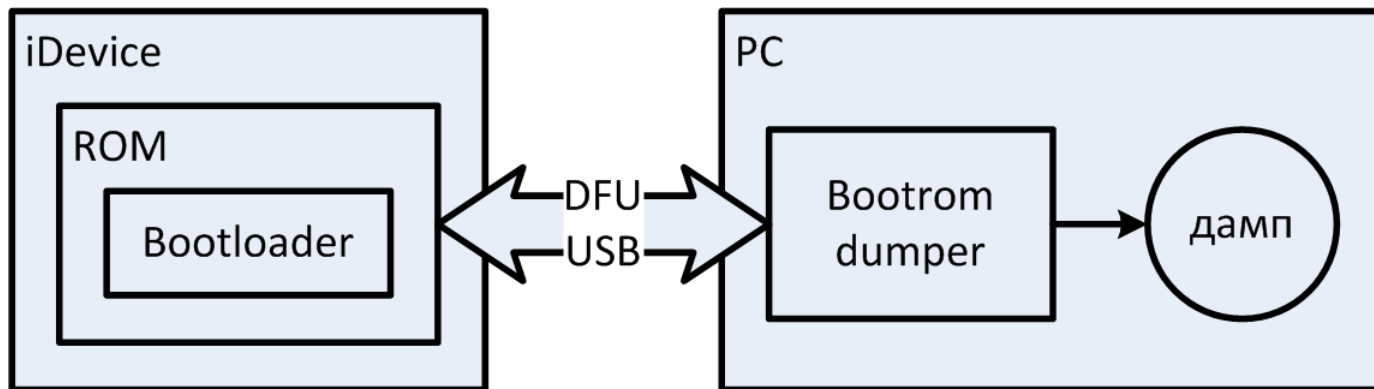 iDevice
ROM
Bootloader
DFU
USB
PC
Bootrom
dumper
дамп